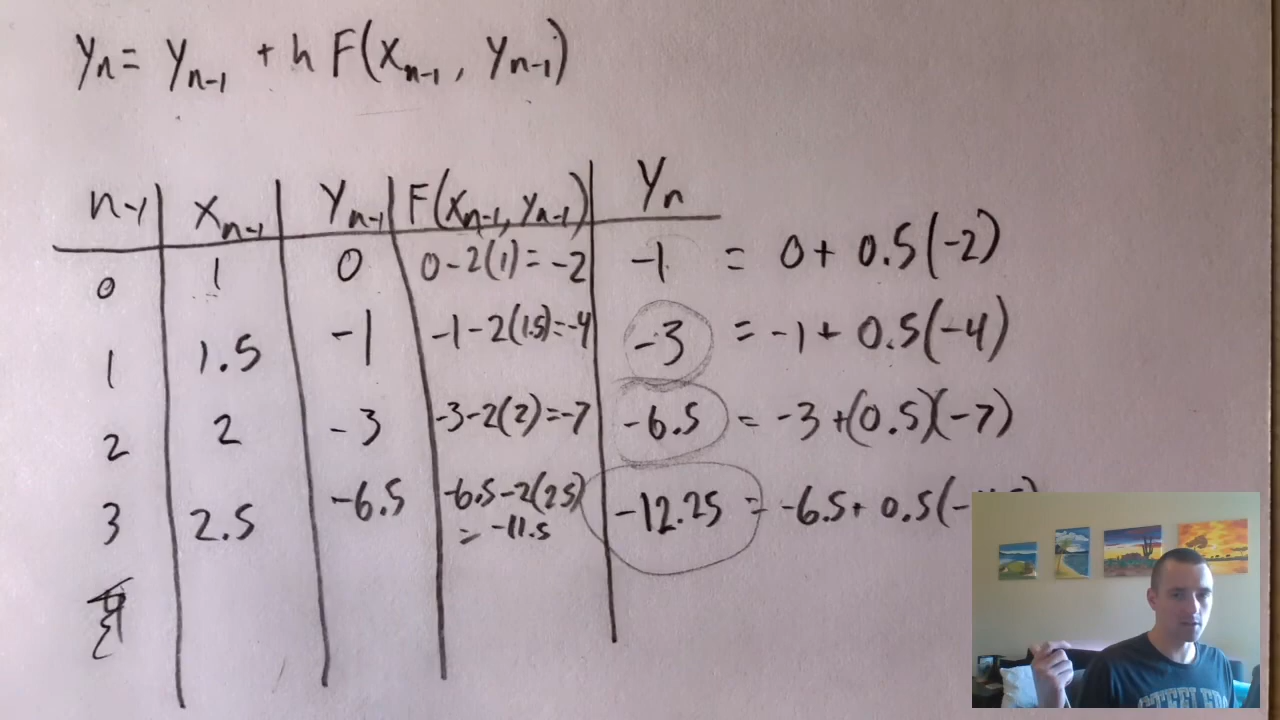 yn = yn-1 + h F(xn-1, yn-1)
n-1 xn-1 yn-1 F(xn-1, yn-1) yn
0 1 0 0-2(1)=-2 -1 = 0+ 0.5(-2)
1 1.5 -1 -1-2(1.5)=-4 -3 = -1+ 0.5(-4)
2 2 -3 -3-2(2)=-7 -6.5 = -3+(0.5)(-7)
3 2.5 -6.5 -6.5-2(2.5) -12.25 = -6.5+ 0.5(-
= -11.5
STEELERS